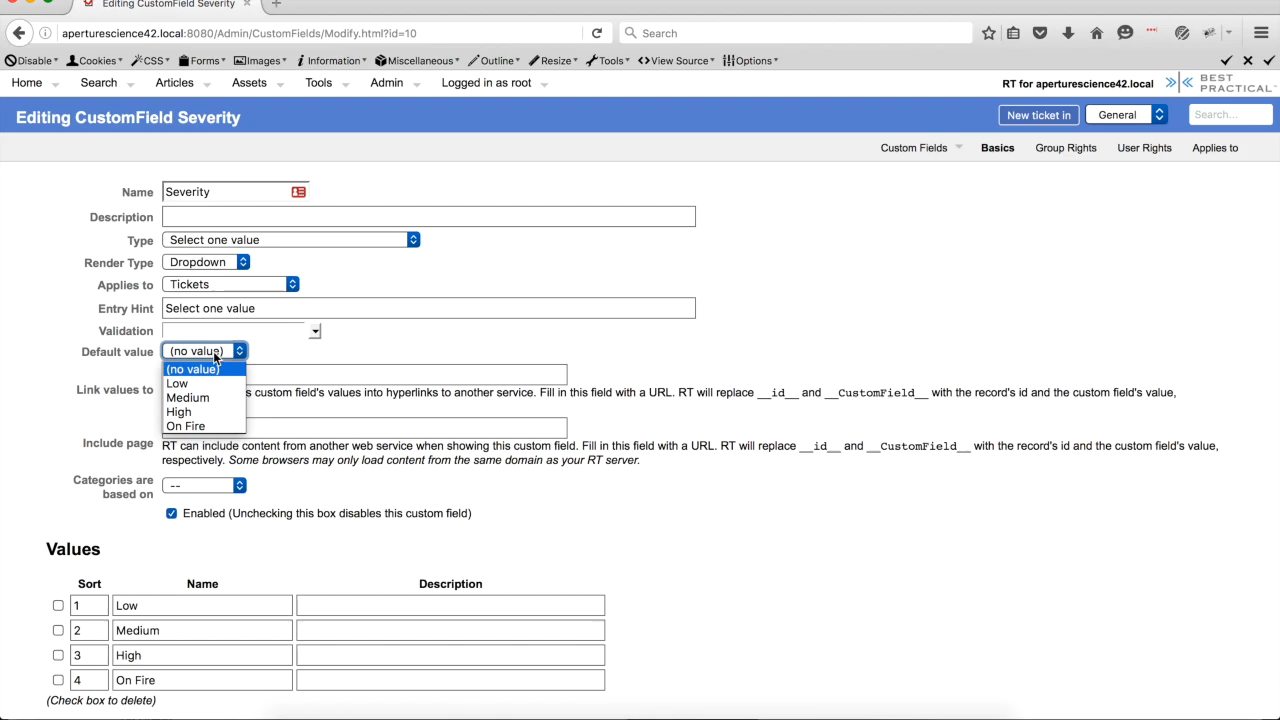 Editing CustomField Severity
aperturescience42.local:8080/Admin/CustomFields/Modify.html?id=10
Search
Disable Cookies CSS Forms Images Information Miscellaneous Outline Resize Tools View Source Options
Home Search Articles Assets Tools Admin Logged in as root
RT for aperturescience42.local
BEST
PRACTICAL
Editing CustomField Severity
New ticket in General Search...
Custom Fields Basics Group Rights User Rights Applies to
Name Severity
Description
Type Select one value
Render Type Dropdown
Applies to Tickets
Entry Hint Select one value
Validation
Default value (no value)
(no value)
Low
Medium
High
On Fire
Link values to s custom field's values into hyperlinks to another service. Fill in this field with a URL. RT will replace __id__ and __CustomField__ with the record's id and the custom field's value,
Include page RT can include content from another web service when showing this custom field. Fill in this field with a URL. RT will replace __id__ and __CustomField__ with the record's id and the custom field's value,
respectively. Some browsers may only load content from the same domain as your RT server.
Categories are
based on --
Enabled (Unchecking this box disables this custom field)
Values
Sort Name Description
1 Low
2 Medium
3 High
4 On Fire
(Check box to delete)